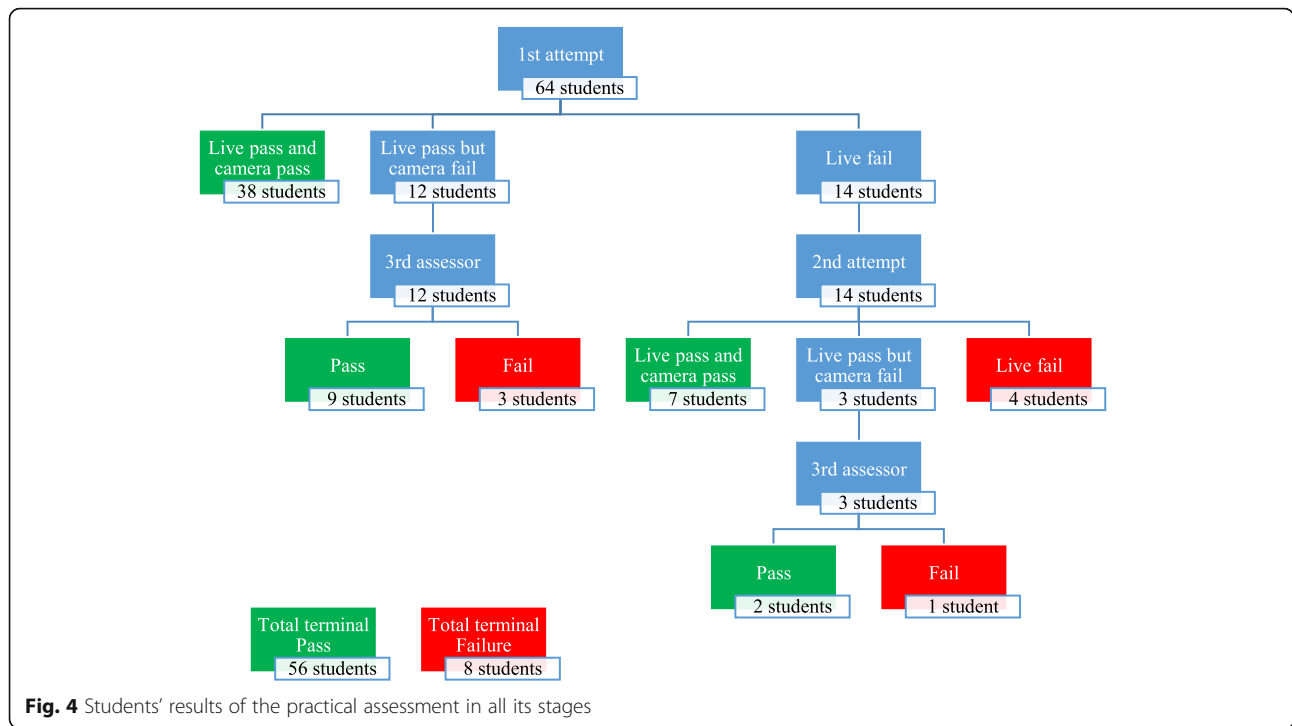 1st attempt
64 students
Live pass and
camera pass
38 students
Live pass but
camera fail
12 students
Live fail
14 students
3rd assessor
12 students
2nd attempt
14 students
Pass
9 students
Fail
3 students
Live pass and
camera pass
7 students
Live pass but
camera fail
3 students
Live fail
4 students
3rd assessor
3 students
Pass
2 students
Fail
1 student
Total terminal
Pass
56 students
Total terminal
Failure
8 students
Fig. 4 Students’ results of the practical assessment in all its stages